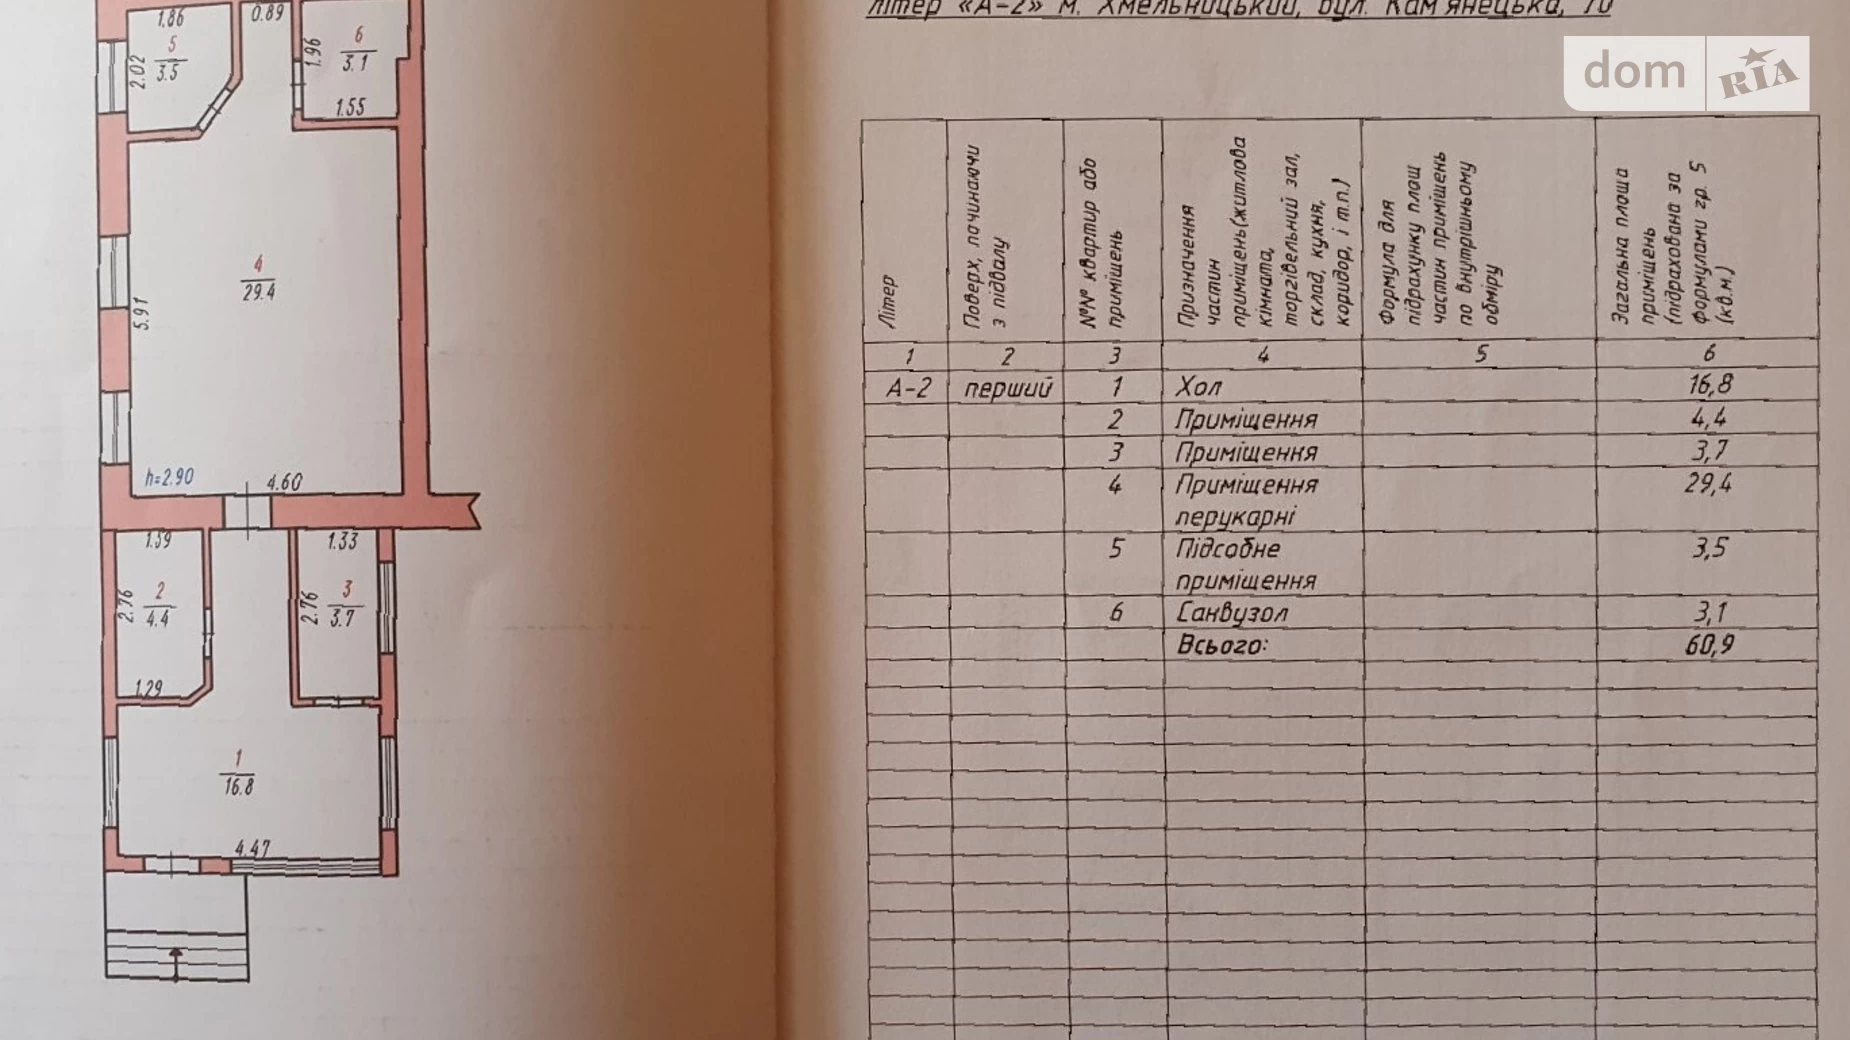 1.86
0.89
5
3.5
2.02
6
3.1
1.96
1.55
4
29.4
5.91
h=2.90
4.60
2
4.4
2.76
1.29
1.33
3
3.7
2.76
1
16.8
4.47
літер «А-2» м. Хмельницький, вул. Кам'янецька, 70
dom RIA
Літер
Поверх, починаючи
з підвалу
№№ квартир або
приміщень
Призначення
частин
приміщень(житлова
кімната,
торгівельний зал,
склад, кухня,
коридор, і т.п.)
Формула для
підрахунку площ
частин приміщень
по внутрішньому
обміру
Загальна площа
приміщень
(підрахована за
формулами гр. 5
(кв.м.)
1 2 3 4 5 6
А-2 перший 1 Хол 16,8
2 Приміщення 4,4
3 Приміщення 3,7
4 Приміщення 29,4
перукарні
5 Підсобне 3,5
приміщення
6 Санвузол 3,1
Всього: 60,9